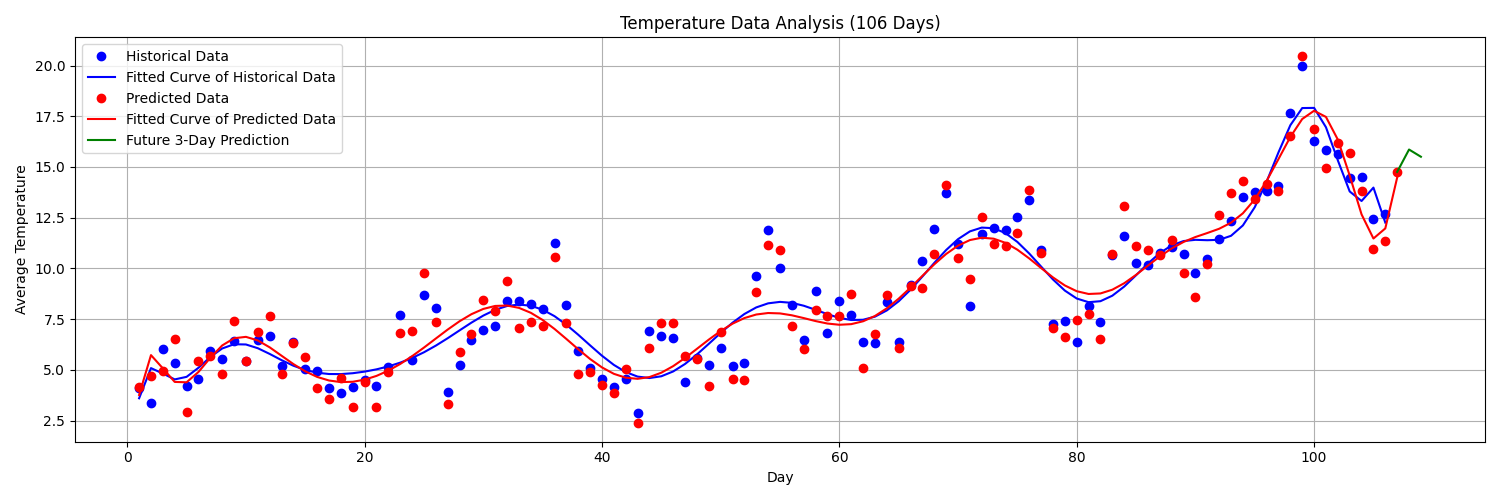 Temperature Data Analysis (106 Days)
Historical Data
Fitted Curve of Historical Data
Predicted Data
Fitted Curve of Predicted Data
Future 3-Day Prediction
Average Temperature
20.0
17.5
15.0
12.5
10.0
7.5
5.0
2.5
0 20 40 60 80 100
Day